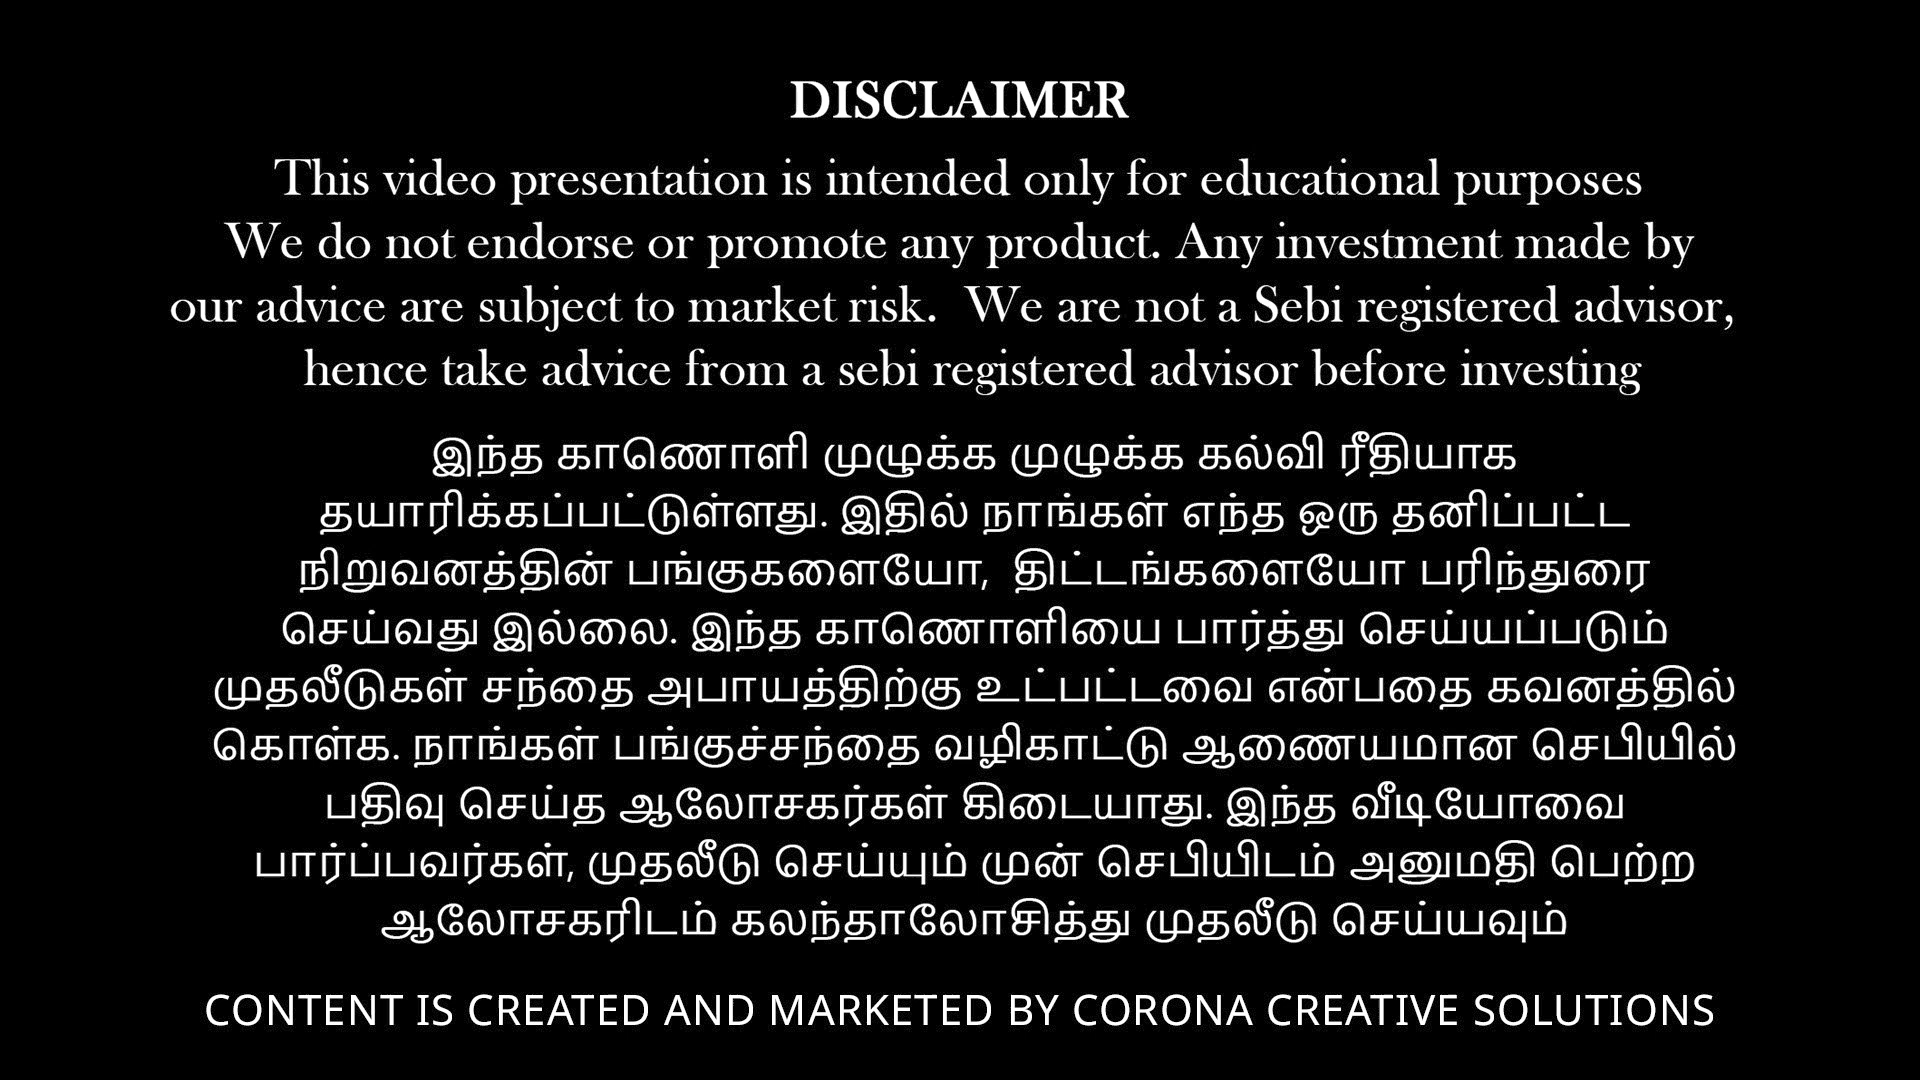 DISCLAIMER
This video presentation is intended only for educational purposes
We do not endorse or promote any product. Any investment made by
our advice are subject to market risk.  We are not a Sebi registered advisor,
hence take advice from a sebi registered advisor before investing
இந்த காணொளி முழுக்க முழுக்க கல்வி ரீதியாக
தயாரிக்கப்பட்டுள்ளது. இதில் நாங்கள் எந்த ஒரு தனிப்பட்ட
நிறுவனத்தின் பங்குகளையோ,  திட்டங்களையோ பரிந்துரை
செய்வது இல்லை. இந்த காணொளியை பார்த்து செய்யப்படும்
முதலீடுகள் சந்தை அபாயத்திற்கு உட்பட்டவை என்பதை கவனத்தில்
கொள்க. நாங்கள் பங்குச்சந்தை வழிகாட்டு ஆணையமான செபியில்
பதிவு செய்த ஆலோசகர்கள் கிடையாது. இந்த வீடியோவை
பார்ப்பவர்கள், முதலீடு செய்யும் முன் செபியிடம் அனுமதி பெற்ற
ஆலோசகரிடம் கலந்தாலோசித்து முதலீடு செய்யவும்
CONTENT IS CREATED AND MARKETED BY CORONA CREATIVE SOLUTIONS